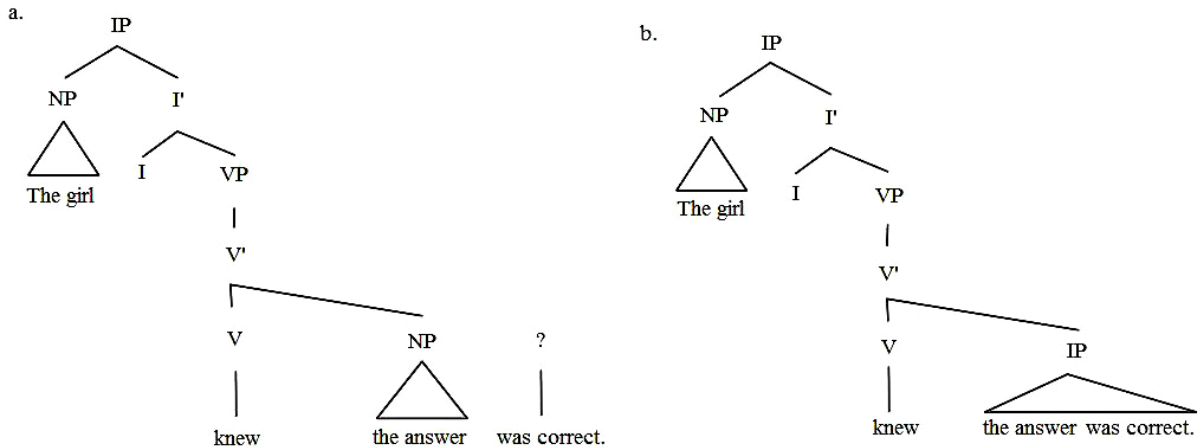 a.
IP
NP I'
The girl I VP
V'
V NP ?
knew the answer was correct.
b.
IP
NP I'
The girl I VP
V'
V IP
knew the answer was correct.